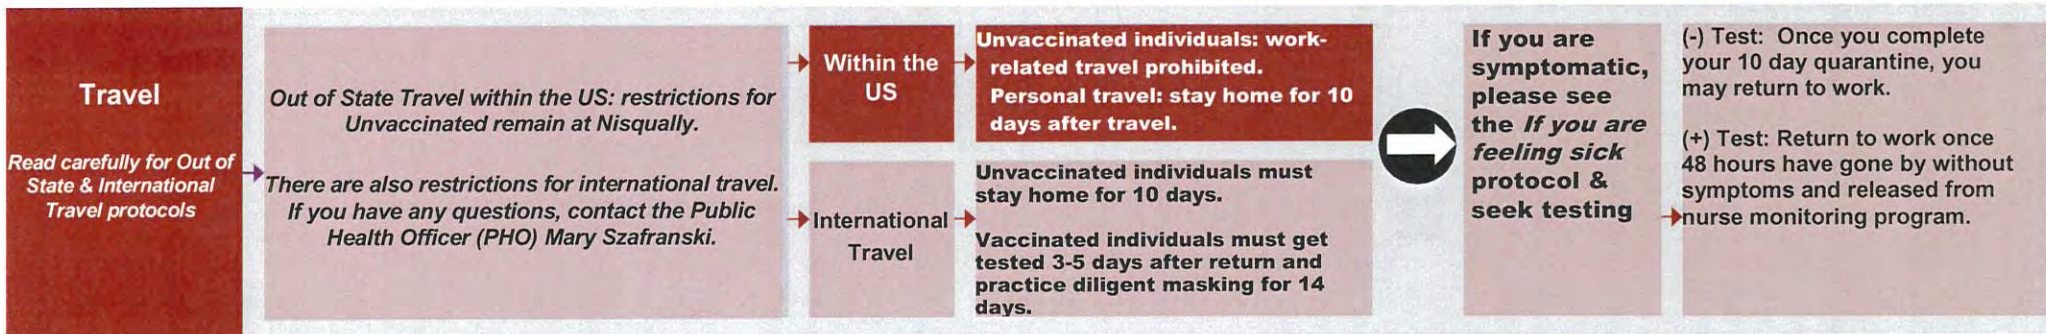 Travel
Read carefully for Out of
State & International
Travel protocols
Out of State Travel within the US: restrictions for
Unvaccinated remain at Nisqually.
There are also restrictions for international travel.
If you have any questions, contact the Public
Health Officer (PHO) Mary Szafranski.
Within the
US
Unvaccinated individuals: work-
related travel prohibited.
Personal travel: stay home for 10
days after travel.
International
Travel
Unvaccinated individuals must
stay home for 10 days.
Vaccinated individuals must get
tested 3-5 days after return and
practice diligent masking for 14
days.
If you are
symptomatic,
please see
the If you are
feeling sick
protocol &
seek testing
(-) Test: Once you complete
your 10 day quarantine, you
may return to work.
(+) Test: Return to work once
48 hours have gone by without
symptoms and released from
nurse monitoring program.